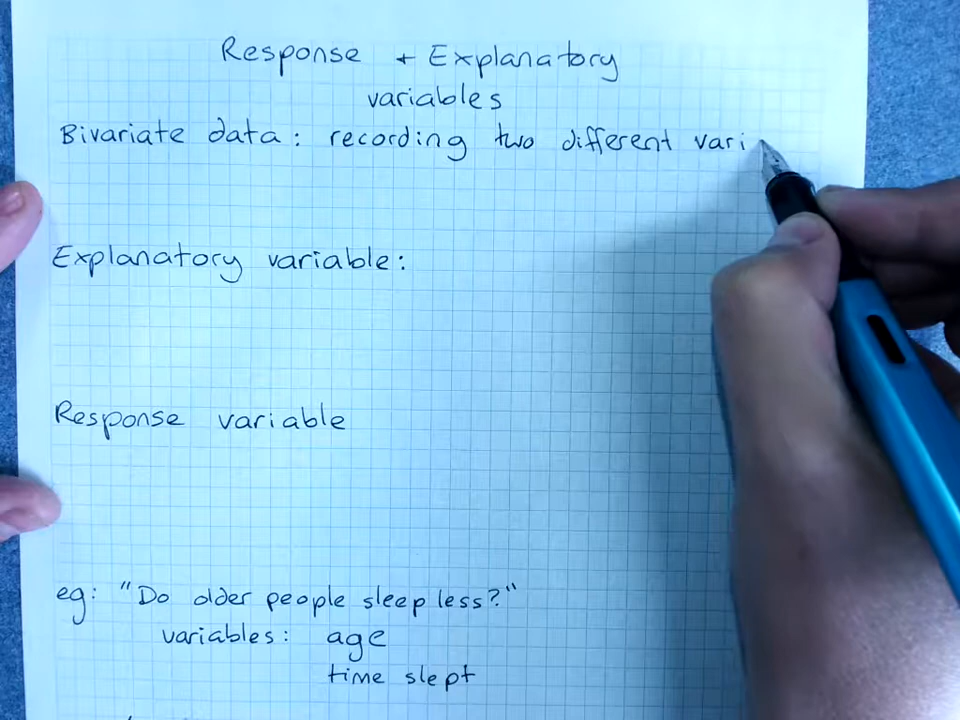 Response + Explanatory
variables
Bivariate data: recording two different vari
Explanatory variable:
Response variable
eg: "Do older people sleep less?"
variables: age
time slept